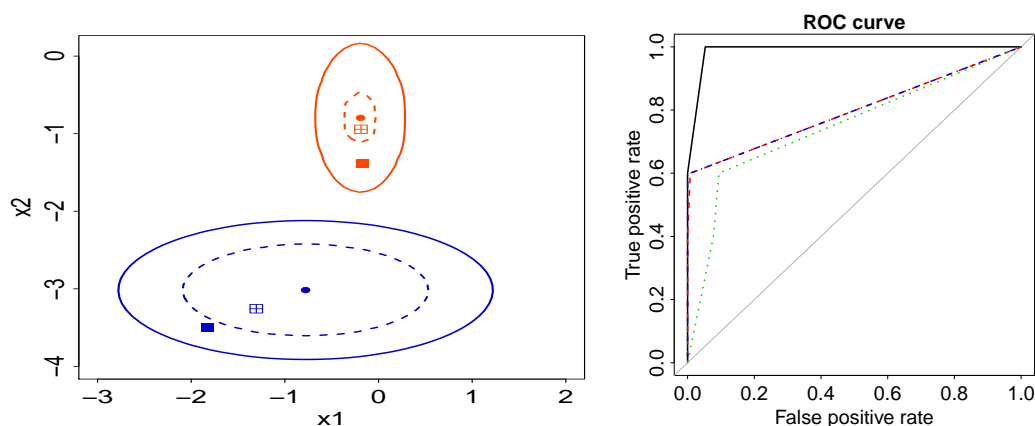 x2
0
−1
−2
−3
−4
−3 −2 −1 0 1 2
x1
ROC curve
True positive rate
1.0
0.8
0.6
0.4
0.2
0.0
0.0 0.2 0.4 0.6 0.8 1.0
False positive rate